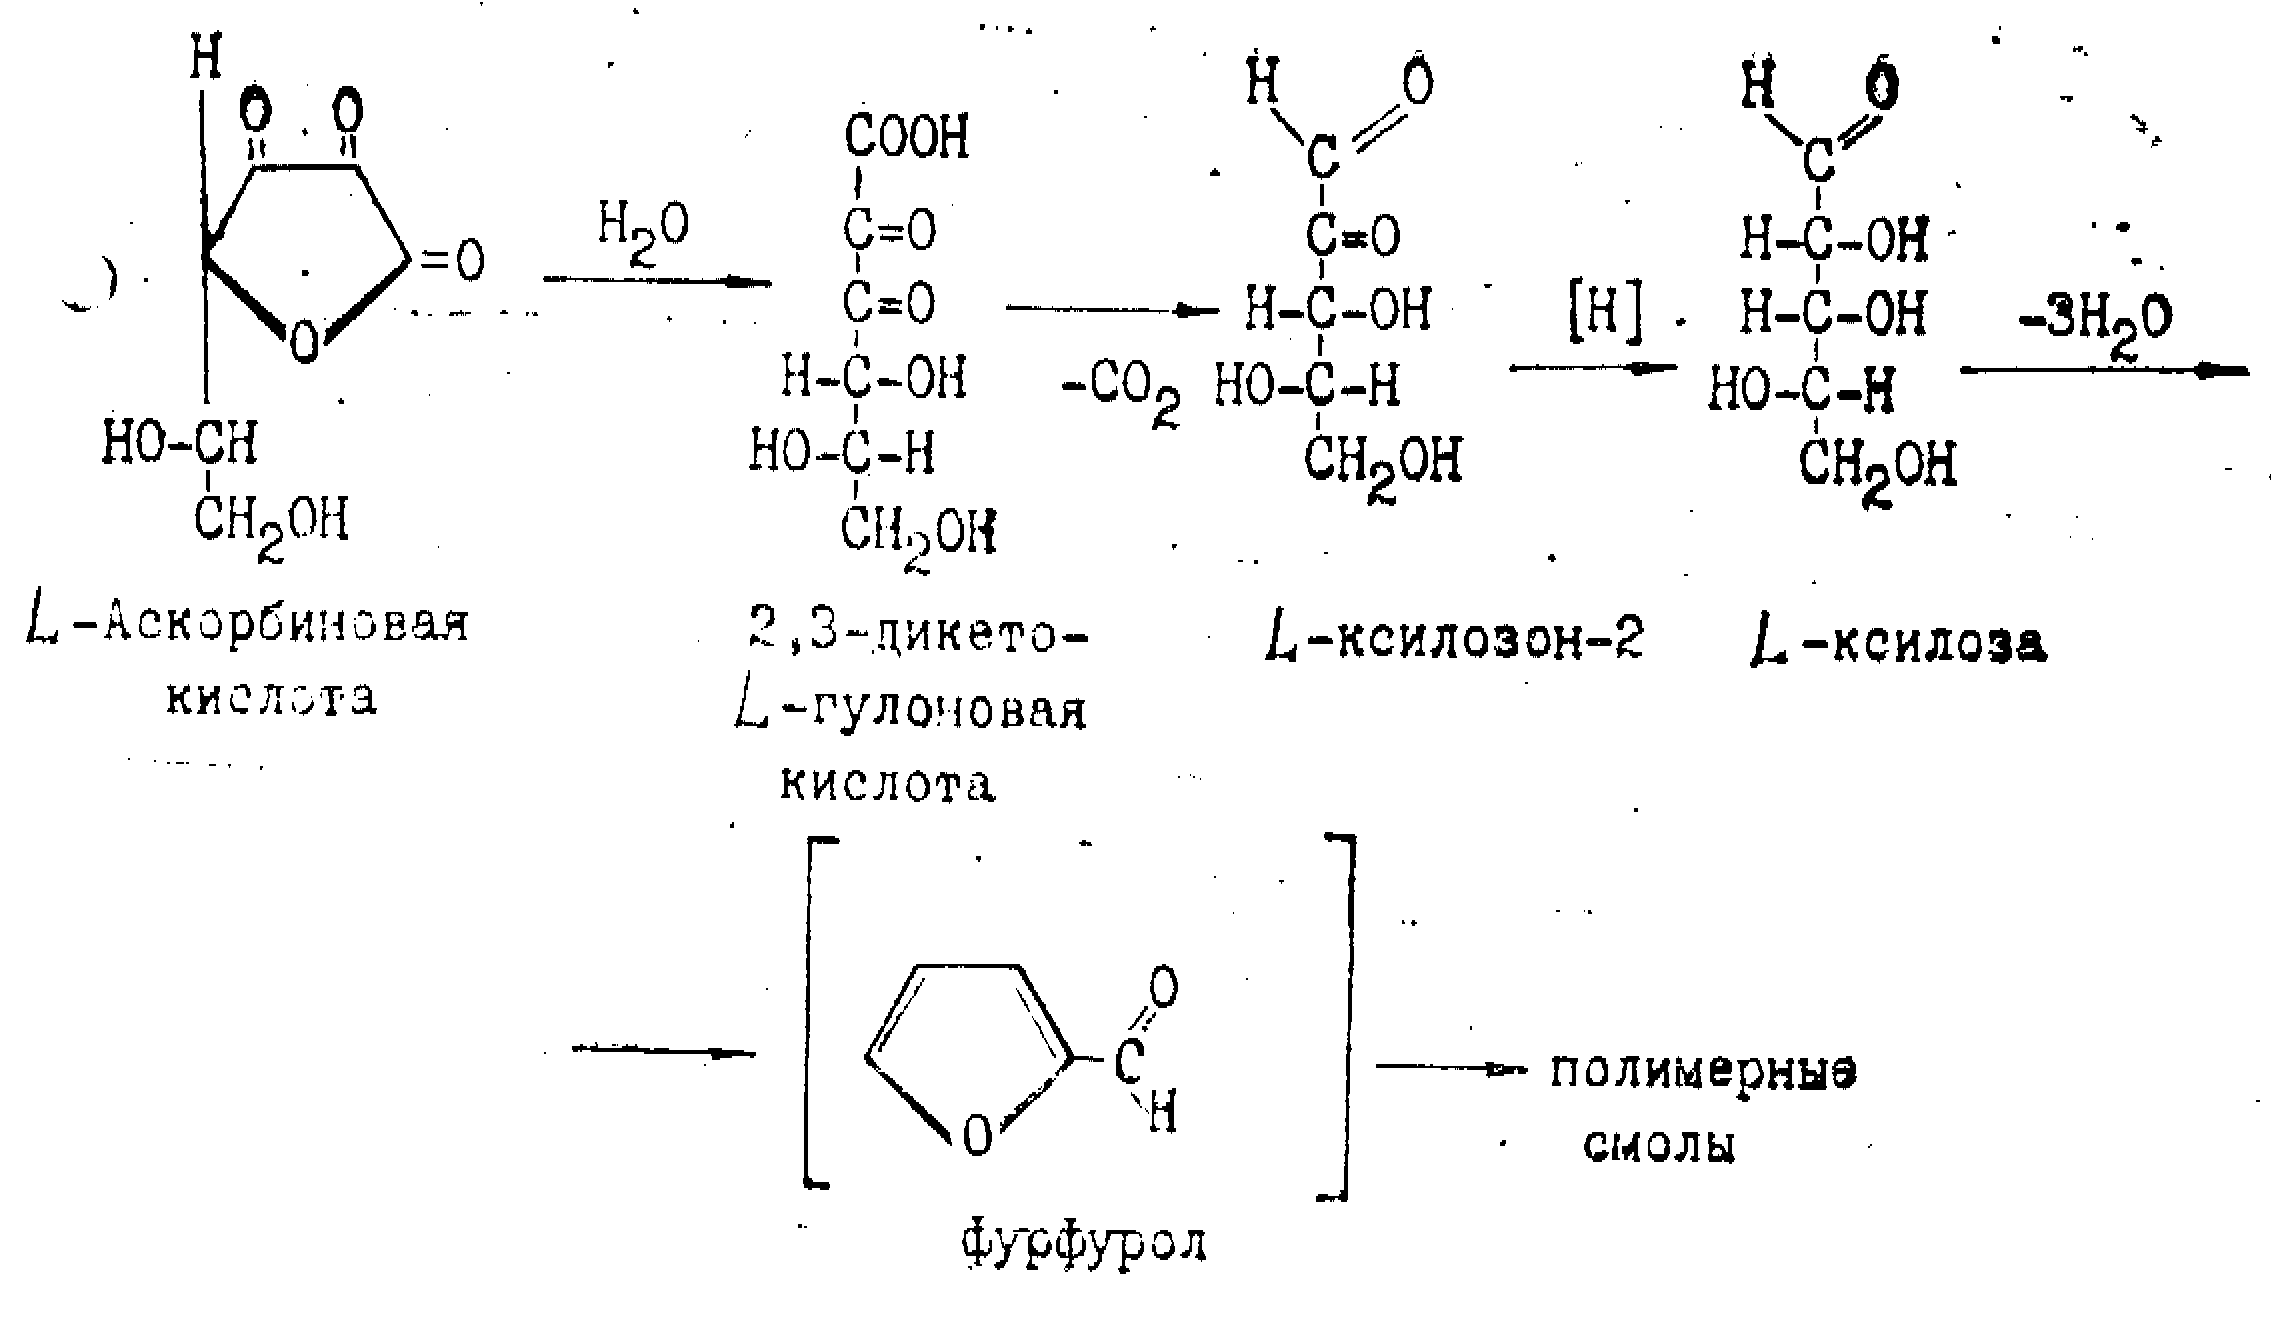 H
O O
=O
O
HO-CH
CH2OH
L-Аскорбиновая
кислота
H2O
COOH
C=O
C=O
H-C-OH
HO-C-H
CH2OH
2,3-дикето-
L-гулоновая
кислота
-CO2
H O
C
C=O
H-C-OH
HO-C-H
CH2OH
L-ксилозон-2
[H]
H O
C
H-C-OH
H-C-OH
HO-C-H
CH2OH
L-ксилоза
-3H2O
O
C
H
O
фурфурол
полимерные
смолы